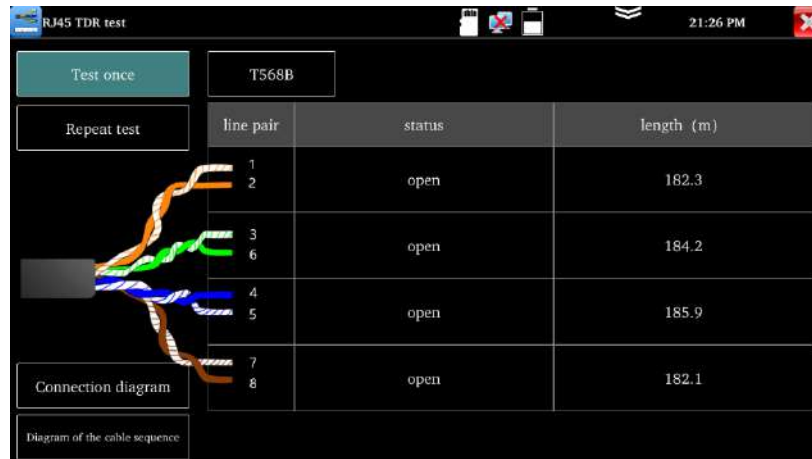 RJ45 TDR test
21:26 PM
Test once
T568B
Repeat test
line pair status length (m)
1
2
open 182.3
3
6
open 184.2
4
5
open 185.9
7
8
open 182.1
Connection diagram
Diagram of the cable sequence